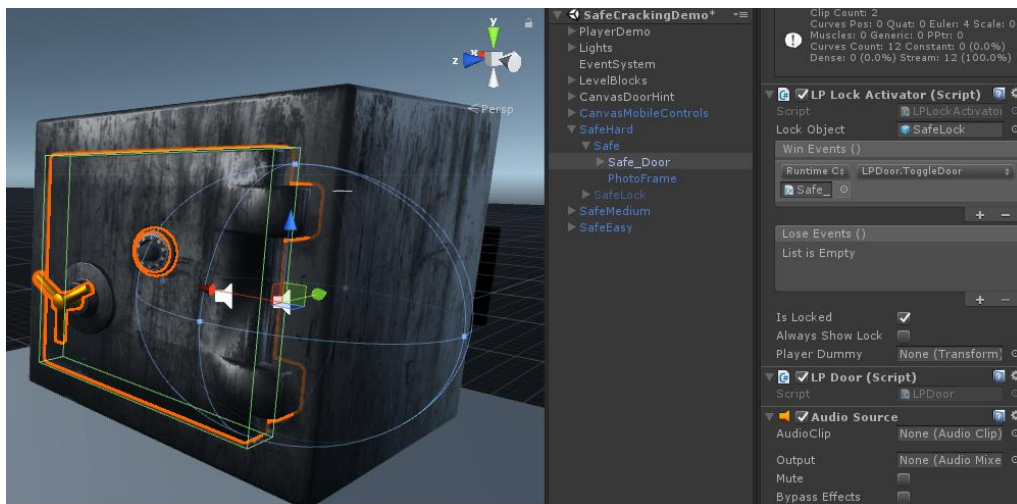 y
x
z
Persp
SafeCrackingDemo*
PlayerDemo
Lights
EventSystem
LevelBlocks
CanvasDoorHint
CanvasMobileControls
SafeHard
Safe
Safe_Door
PhotoFrame
SafeLock
SafeMedium
SafeEasy
Clip Count: 2
Curves Pos: 0 Quat: 0 Euler: 4 Scale: 0
Muscles: 0 Generic: 0 PPtr: 0
Curves Count: 12 Constant: 0 (0.0%)
Dense: 0 (0.0%) Stream: 12 (100.0%)
LP Lock Activator (Script)
Script LPLockActivator
Lock Object SafeLock
Win Events ()
Runtime C LPDoor.ToggleDoor
Safe_
+ −
Lose Events ()
List is Empty
+ −
Is Locked
Always Show Lock
Player Dummy None (Transform)
LP Door (Script)
Script LPDoor
Audio Source
AudioClip None (Audio Clip)
Output None (Audio Mixe
Mute
Bypass Effects